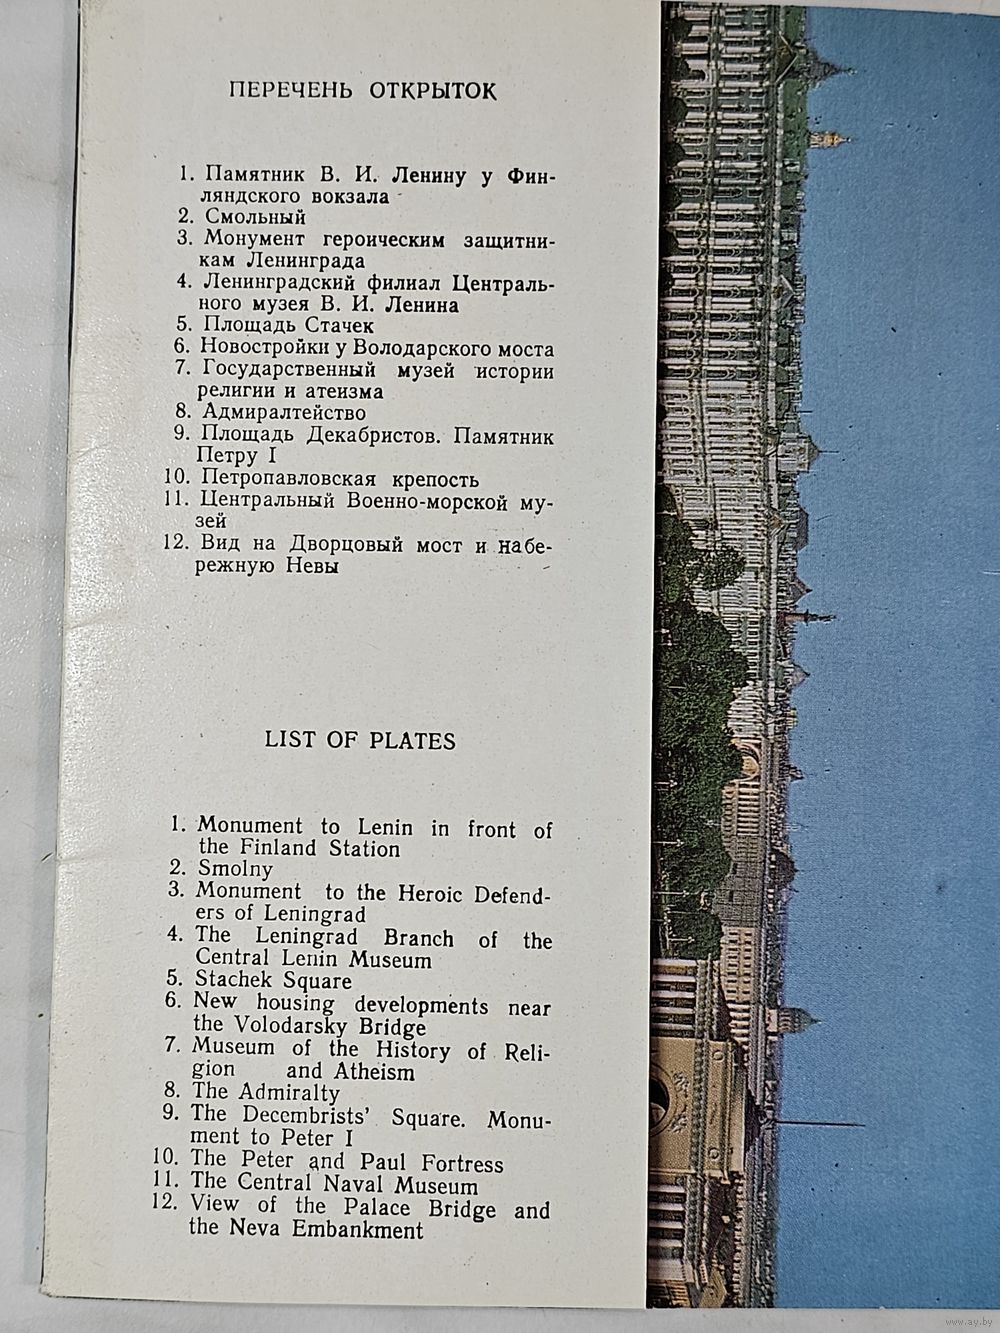 ПЕРЕЧЕНЬ ОТКРЫТОК
1. Памятник В. И. Ленину у Фин-
ляндского вокзала
2. Смольный
3. Монумент героическим защитни-
кам Ленинграда
4. Ленинградский филиал Централь-
ного музея В. И. Ленина
5. Площадь Стачек
6. Новостройки у Володарского моста
7. Государственный музей истории
религии и атеизма
8. Адмиралтейство
9. Площадь Декабристов. Памятник
Петру I
10. Петропавловская крепость
11. Центральный Военно-морской му-
зей
12. Вид на Дворцовый мост и набе-
режную Невы
LIST OF PLATES
1. Monument to Lenin in front of
the Finland Station
2. Smolny
3. Monument to the Heroic Defend-
ers of Leningrad
4. The Leningrad Branch of the
Central Lenin Museum
5. Stachek Square
6. New housing developments near
the Volodarsky Bridge
7. Museum of the History of Reli-
gion and Atheism
8. The Admiralty
9. The Decembrists' Square. Monu-
ment to Peter I
10. The Peter and Paul Fortress
11. The Central Naval Museum
12. View of the Palace Bridge and
the Neva Embankment
www.ay.by